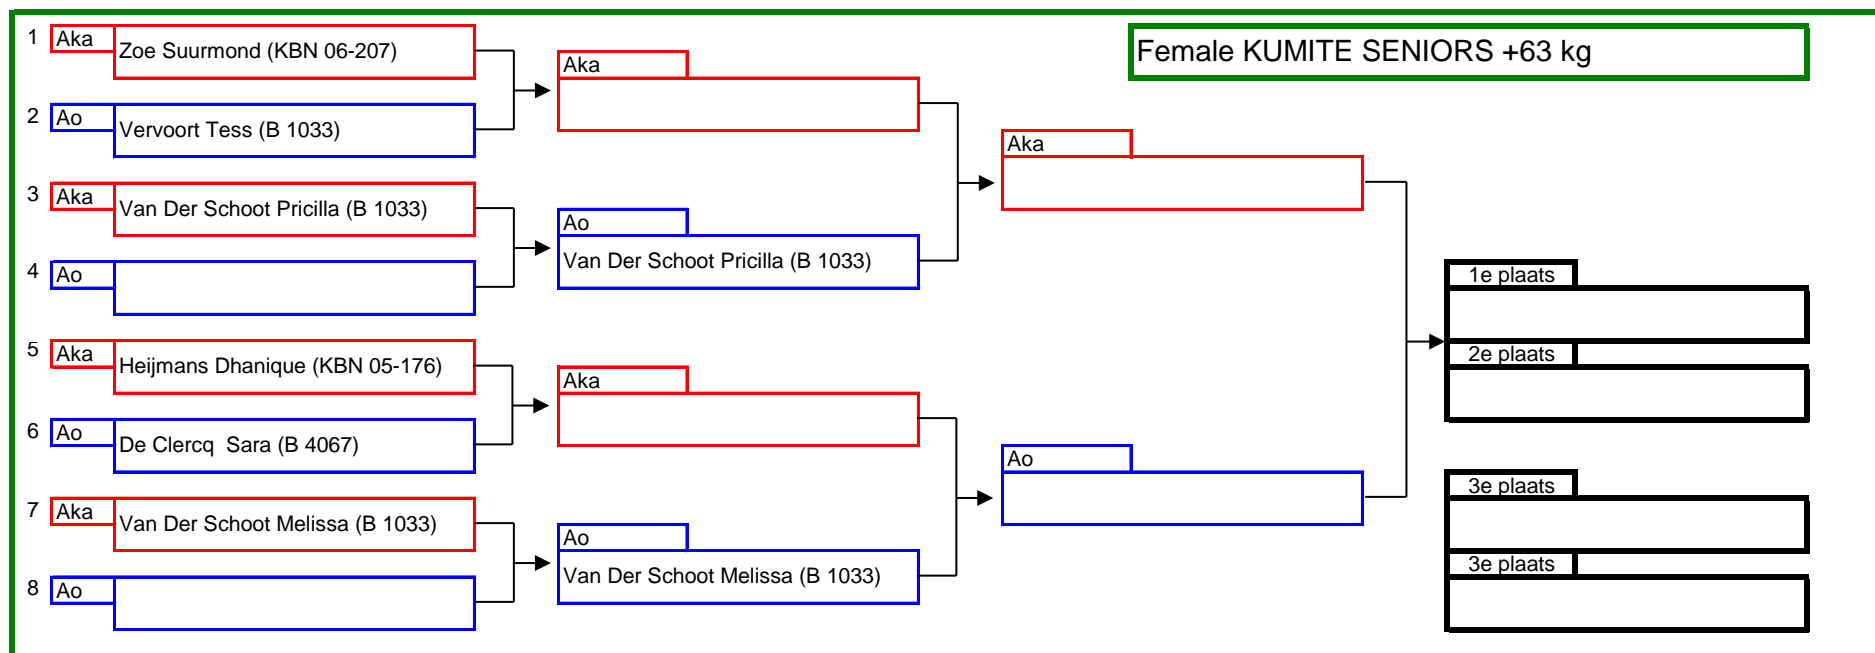 Female KUMITE SENIORS +63 kg
1 Aka
Zoe Suurmond (KBN 06-207)
2 Ao
Vervoort Tess (B 1033)
3 Aka
Van Der Schoot Pricilla (B 1033)
4 Ao
5 Aka
Heijmans Dhanique (KBN 05-176)
6 Ao
De Clercq  Sara (B 4067)
7 Aka
Van Der Schoot Melissa (B 1033)
8 Ao
Aka
Ao
Van Der Schoot Pricilla (B 1033)
Aka
Ao
Van Der Schoot Melissa (B 1033)
Aka
Ao
1e plaats
2e plaats
3e plaats
3e plaats